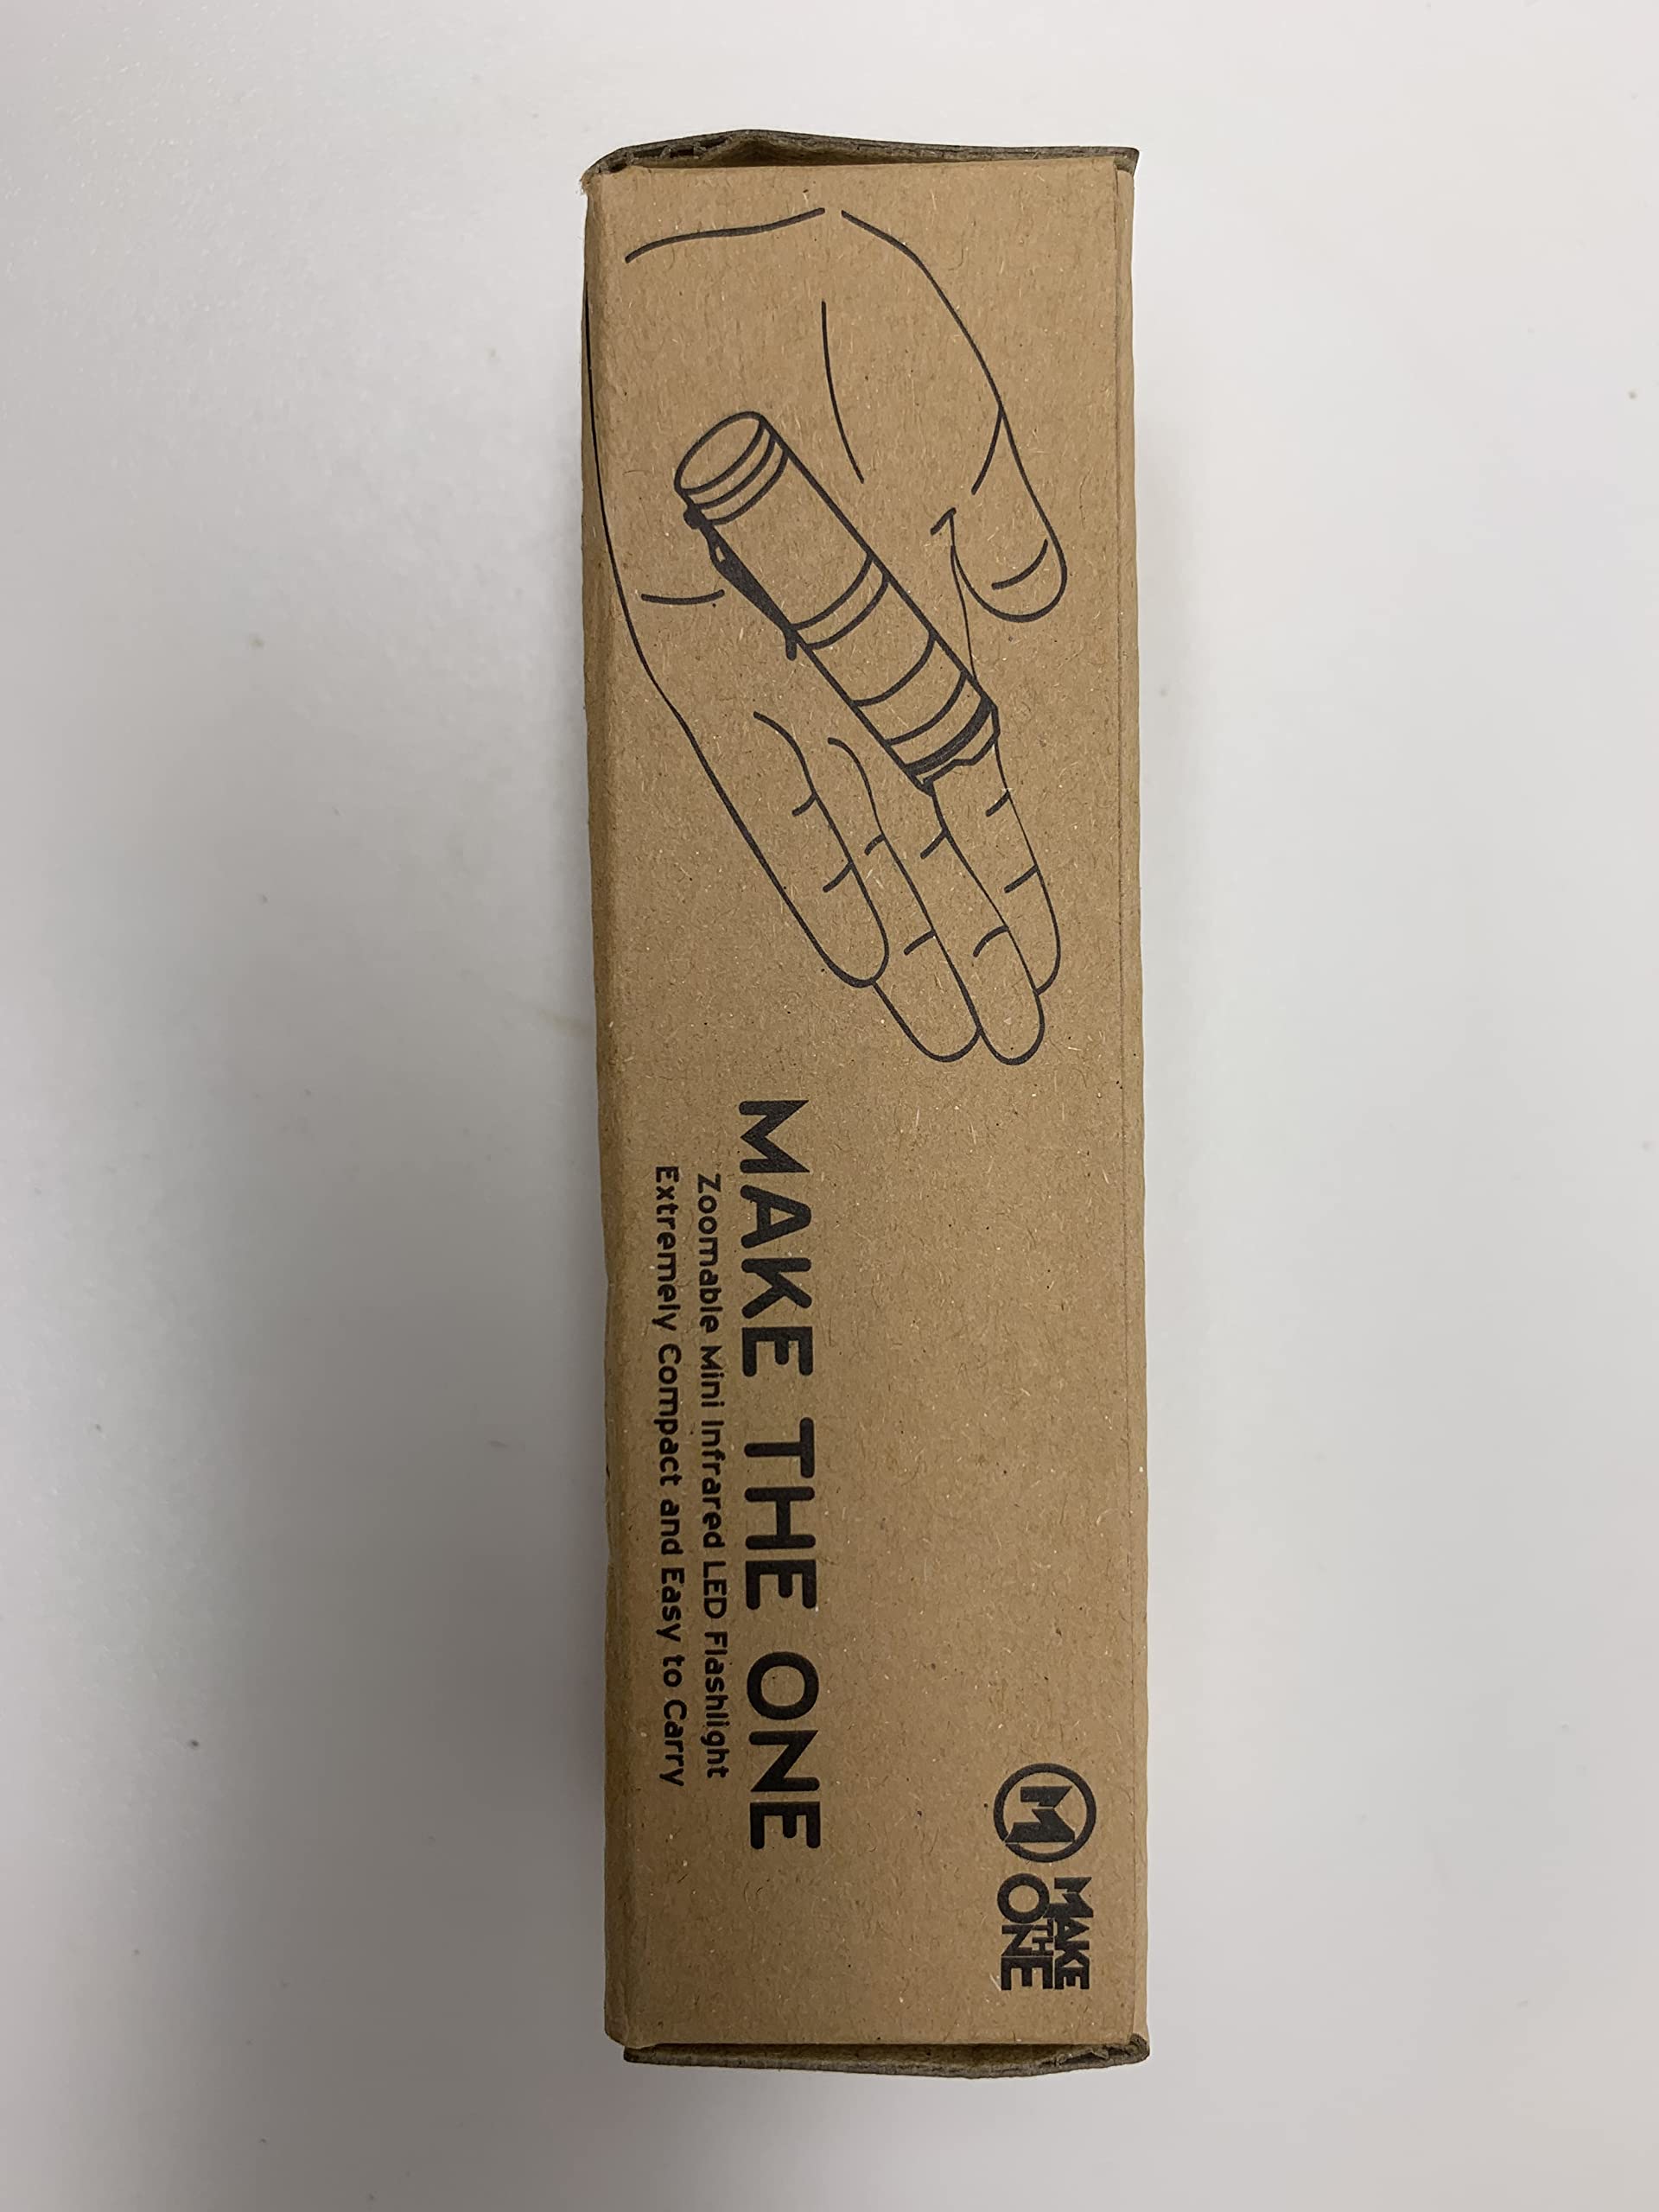 MAKE
THE
ONE
MAKE THE ONE
Zoomable Mini Infrared LED Flashlight
Extremely Compact and Easy to Carry